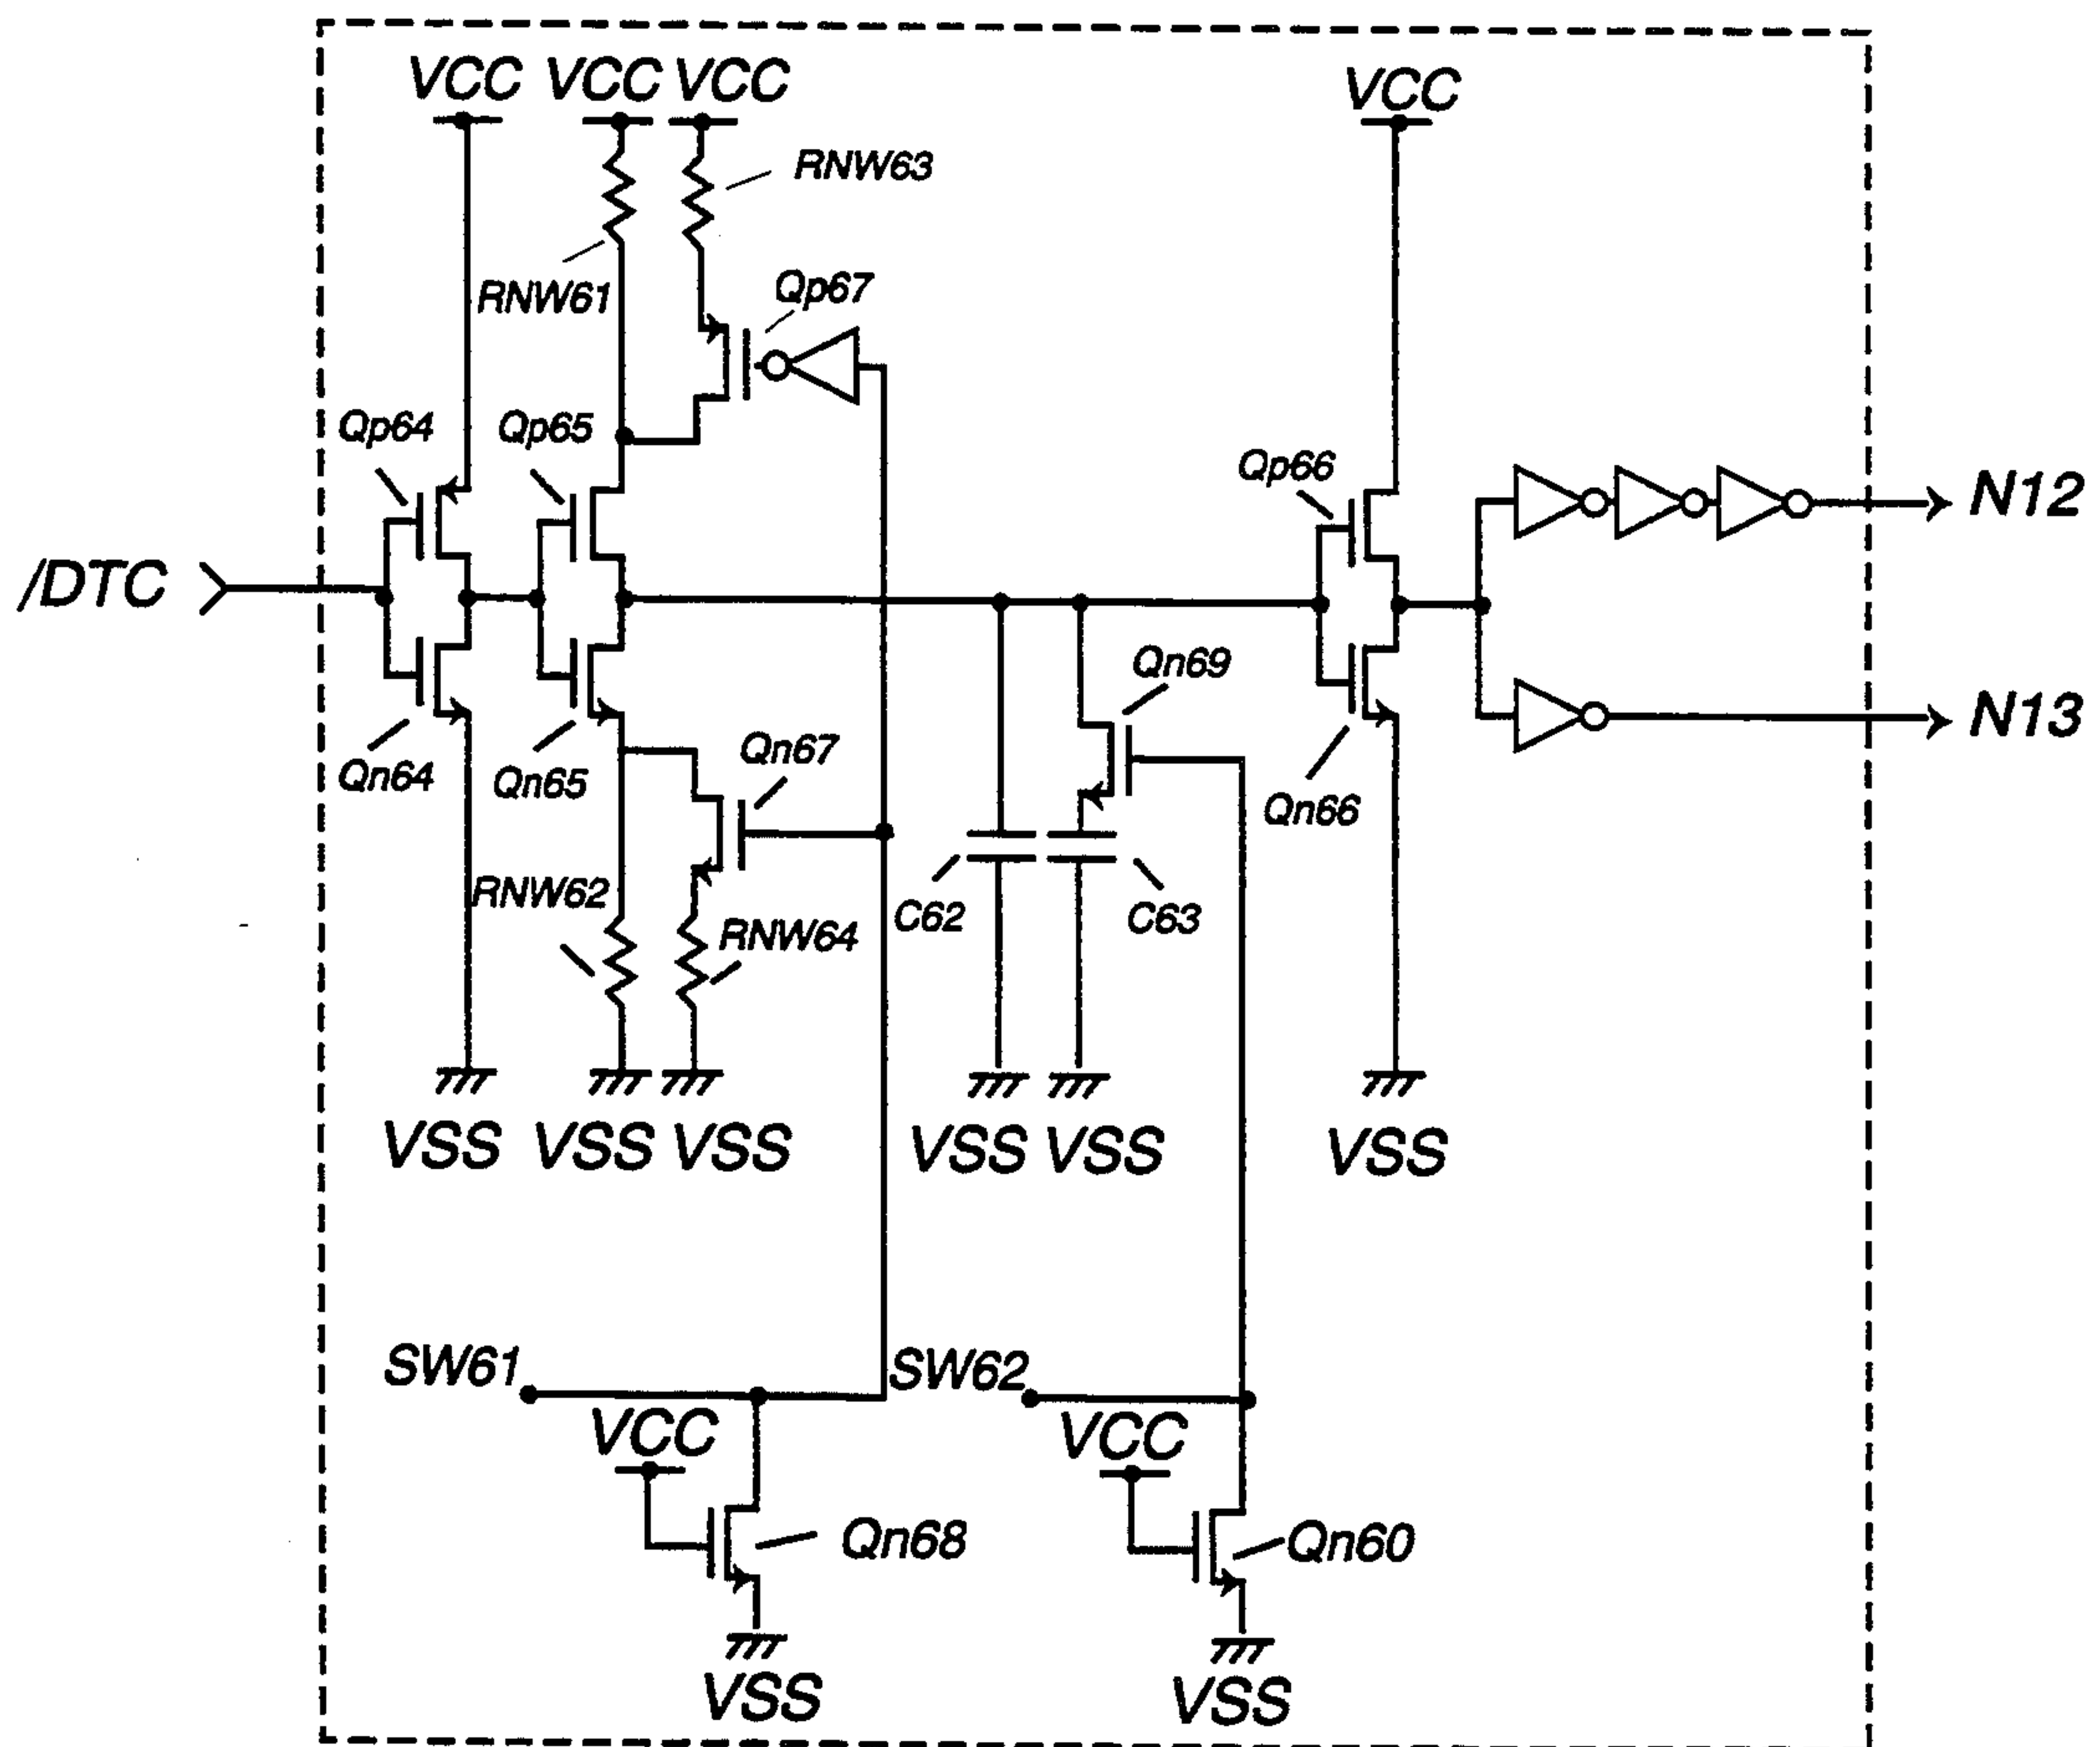 VCC VCC VCC VCC
RNW63
RNW61
Qp67
Qp64 Qp65
Qp66
N12
/DTC
Qn69
N13
Qn64 Qn65 Qn67
Qn66
RNW62
RNW64
C62 C63
VSS VSS VSS VSS VSS VSS
SW61 SW62
VCC VCC
Qn68 Qn60
VSS VSS